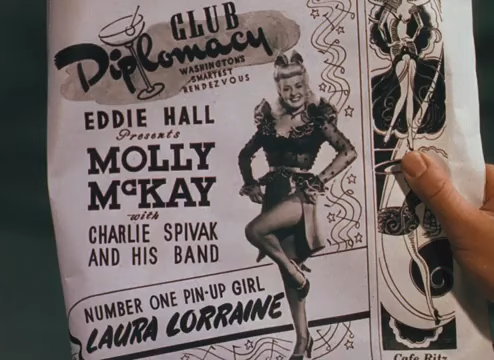 CLUB
Diplomacy
WASHINGTON'S
SMARTEST
RENDEZVOUS
EDDIE HALL
Presents
MOLLY
McKAY
with
CHARLIE SPIVAK
AND HIS BAND
NUMBER ONE PIN-UP GIRL
LAURA LORRAINE
Cafe Ritz